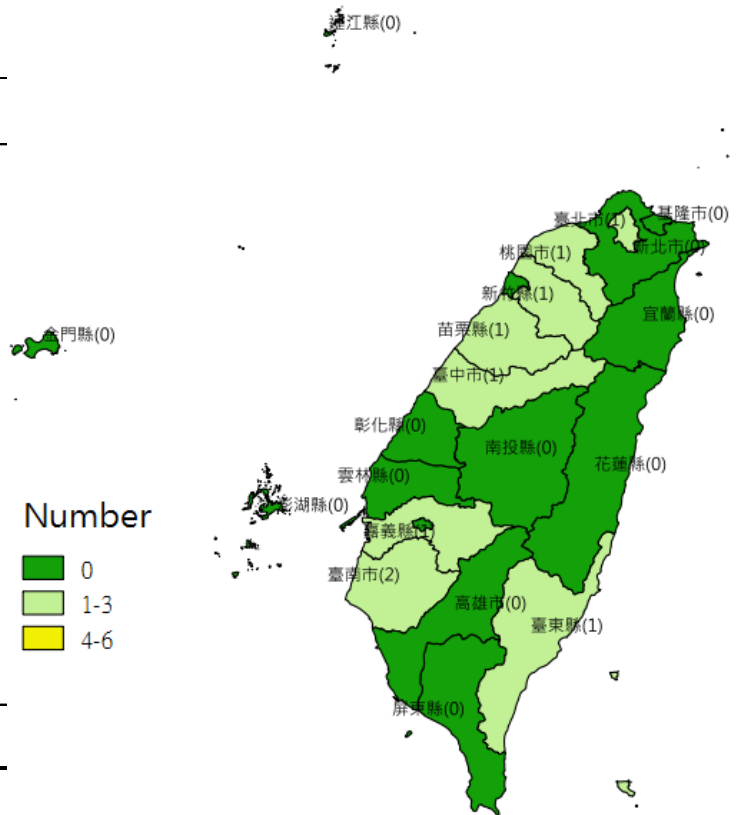 連江縣(0)
臺北市(1)
基隆市(0)
新北市(0)
桃園市(1)
新竹縣(1)
宜蘭縣(0)
苗栗縣(1)
金門縣(0)
臺中市(1)
彰化縣(0)
南投縣(0)
花蓮縣(0)
雲林縣(0)
澎湖縣(0)
嘉義縣(1)
臺南市(2)
高雄市(0)
臺東縣(1)
屏東縣(0)
Number
0
1-3
4-6